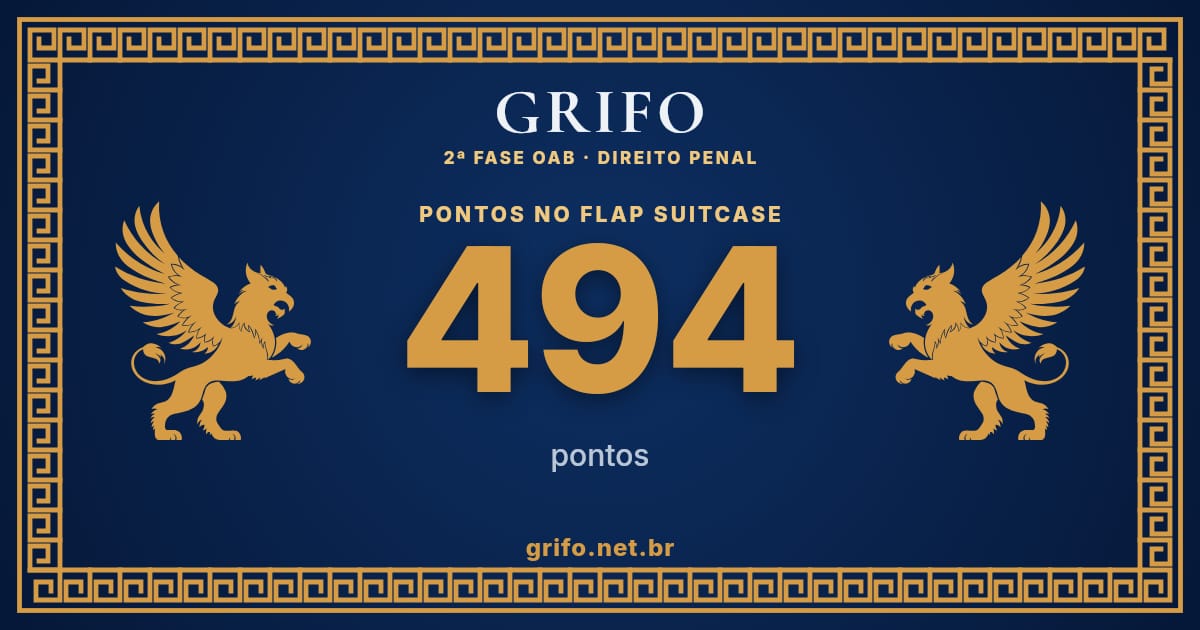 GRIFO
2ª FASE OAB · DIREITO PENAL
PONTOS NO FLAP SUITCASE
494
pontos
grifo.net.br